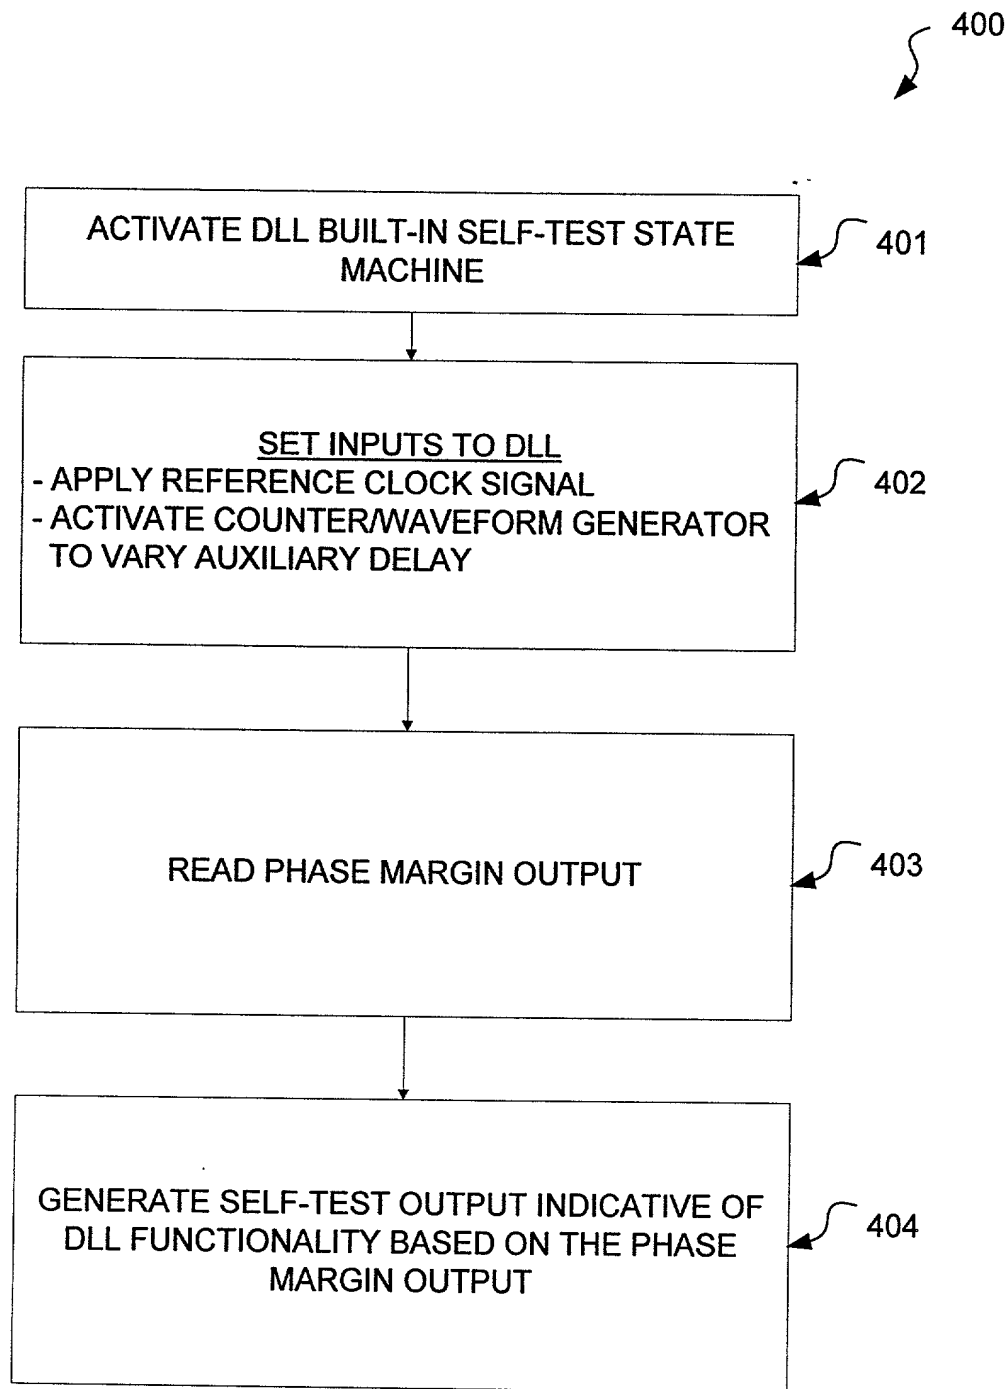 400
ACTIVATE DLL BUILT-IN SELF-TEST STATE
MACHINE
401
SET INPUTS TO DLL
- APPLY REFERENCE CLOCK SIGNAL
- ACTIVATE COUNTER/WAVEFORM GENERATOR
TO VARY AUXILIARY DELAY
402
READ PHASE MARGIN OUTPUT
403
GENERATE SELF-TEST OUTPUT INDICATIVE OF
DLL FUNCTIONALITY BASED ON THE PHASE
MARGIN OUTPUT
404